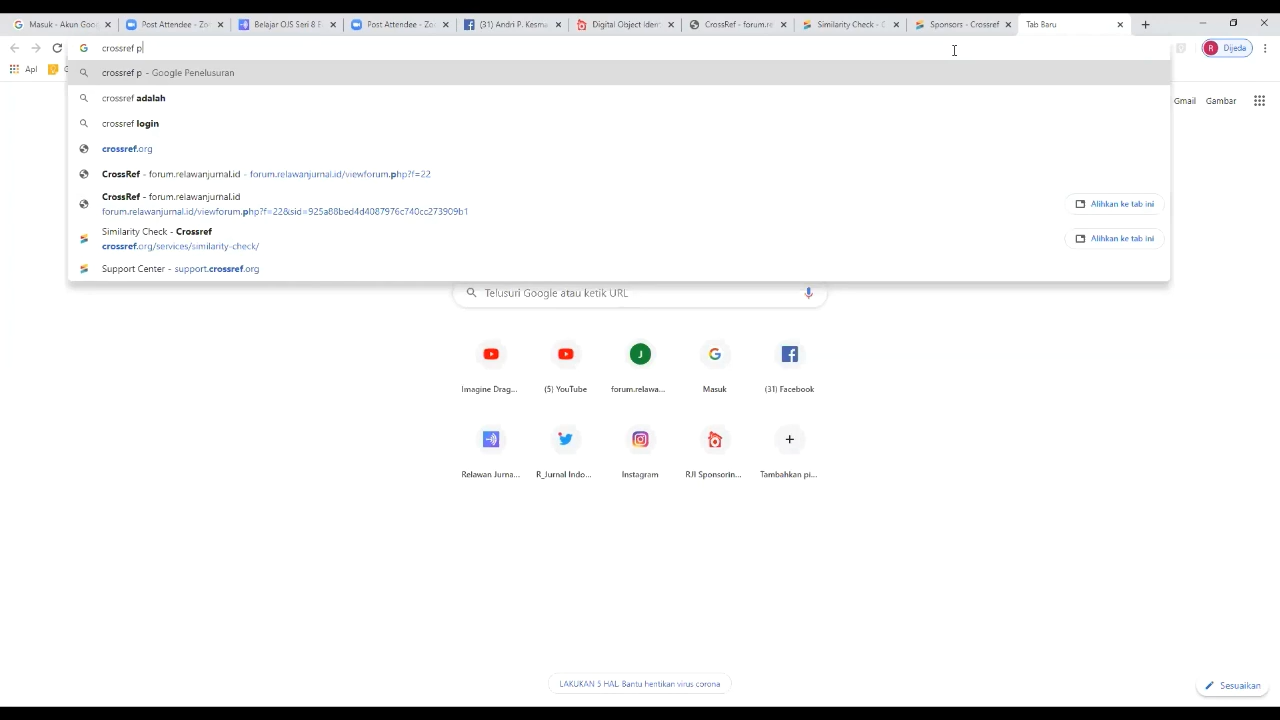 Masuk - Akun Goo
Post Attendee - Zo
Belajar OJS Seri 8 F
Post Attendee - Zo
(31) Andri P. Kesma
Digital Object Iden
CrossRef - forum.re
Similarity Check - C
Sponsors - Crossref
Tab Baru
crossref p
R
Dijeda
Apl
crossref p - Google Penelusuran
crossref adalah
crossref login
crossref.org
CrossRef - forum.relawanjurnal.id - forum.relawanjurnal.id/viewforum.php?f=22
CrossRef - forum.relawanjurnal.id
forum.relawanjurnal.id/viewforum.php?f=22&sid=925a88bed4d4087976c740cc273909b1
Alihkan ke tab ini
Similarity Check - Crossref
crossref.org/services/similarity-check/
Alihkan ke tab ini
Support Center - support.crossref.org
Gmail
Gambar
Telusuri Google atau ketik URL
Imagine Drag...
(5) YouTube
J
forum.relawa...
Masuk
(31) Facebook
Relawan Jurna...
R_Jurnal Indo...
Instagram
RJI Sponsorin...
Tambahkan pi...
LAKUKAN 5 HAL. Bantu hentikan virus corona
Sesuaikan